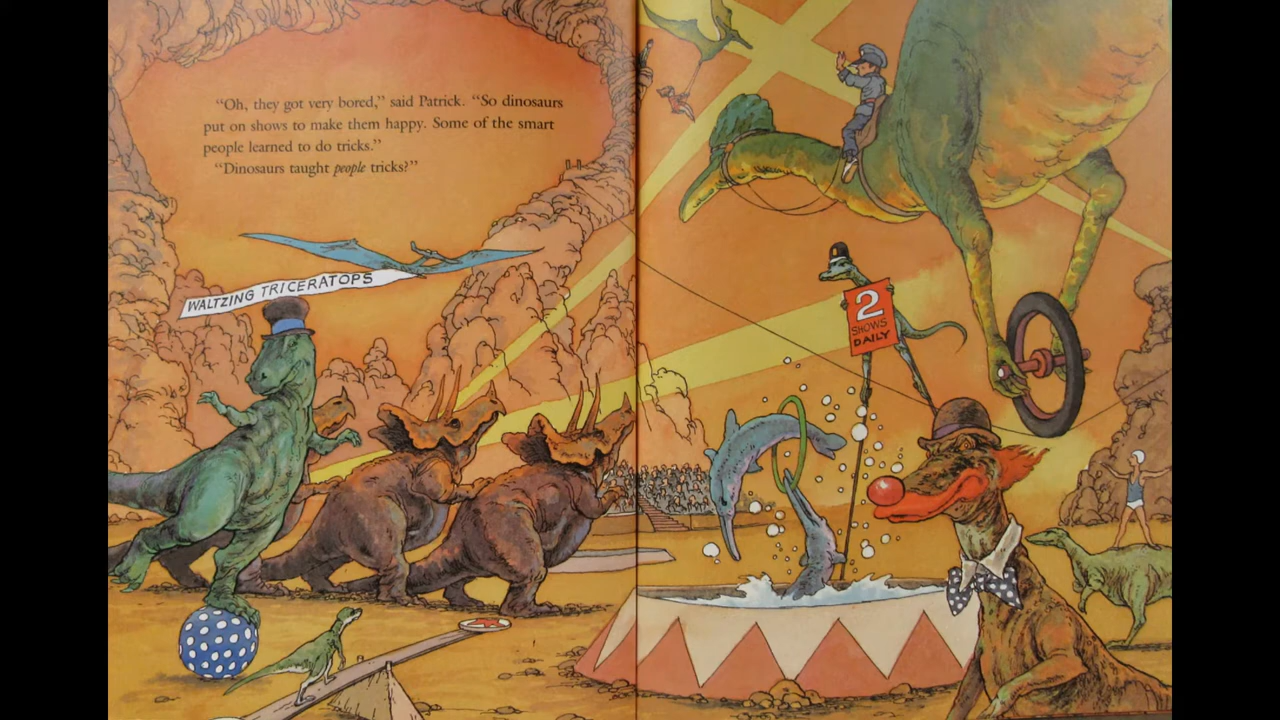 “Oh, they got very bored,” said Patrick. “So dinosaurs
put on shows to make them happy. Some of the smart
people learned to do tricks.”
“Dinosaurs taught people tricks?”
WALTZING TRICERATOPS
2
SHOWS
DAILY